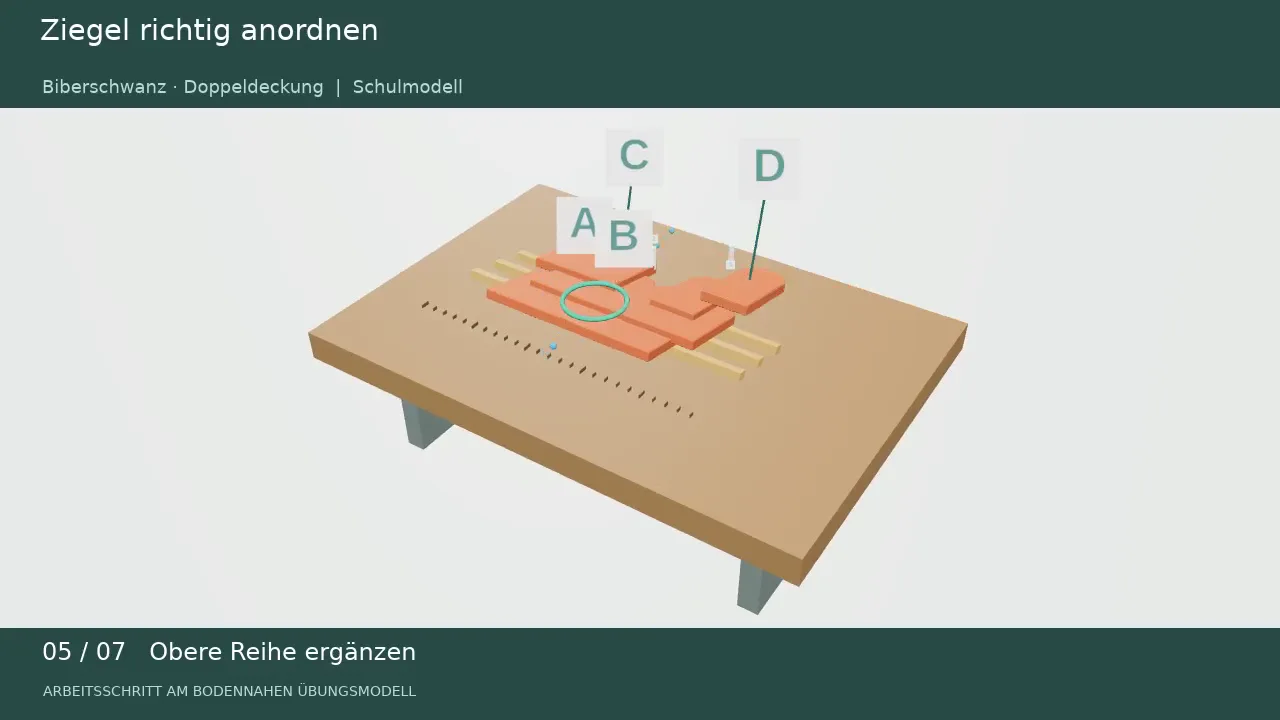 Ziegel richtig anordnen
Biberschwanz · Doppeldeckung | Schulmodell
C
D
A
B
05 / 07 Obere Reihe ergänzen
ARBEITSSCHRITT AM BODENNAHEN ÜBUNGSMODELL